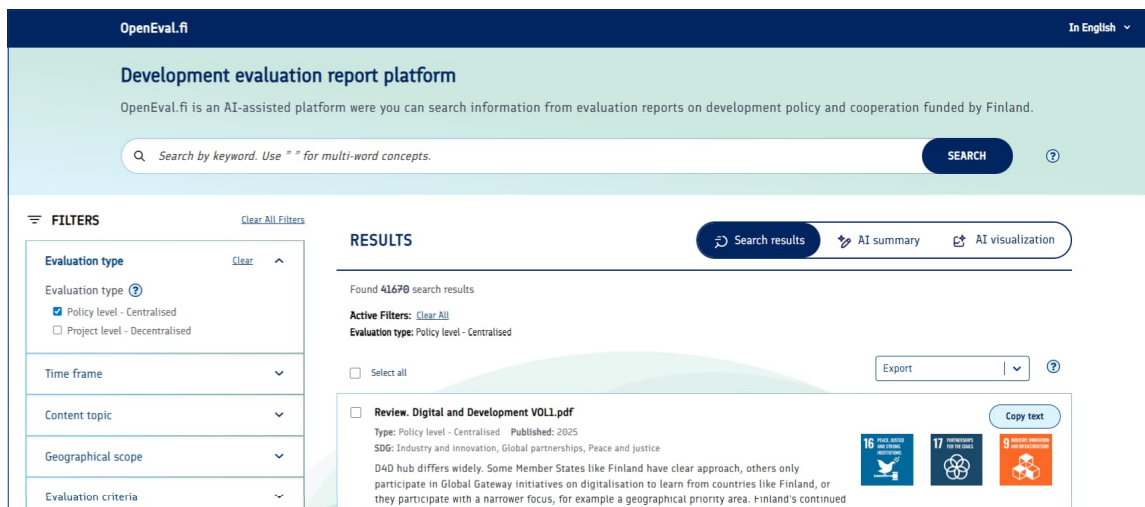 OpenEval.fi
In English
Development evaluation report platform
OpenEval.fi is an AI-assisted platform were you can search information from evaluation reports on development policy and cooperation funded by Finland.
Search by keyword. Use " " for multi-word concepts.
SEARCH
?
FILTERS
Clear All Filters
Evaluation type
Clear
Evaluation type ?
Policy level - Centralised
Project level - Decentralised
Time frame
Content topic
Geographical scope
Evaluation criteria
RESULTS
Search results
AI summary
AI visualization
Found 41670 search results
Active Filters: Clear All
Evaluation type: Policy level - Centralised
Select all
Export
?
Review. Digital and Development VOL1.pdf
Copy text
Type: Policy level - Centralised Published: 2025
SDG: Industry and innovation, Global partnerships, Peace and justice
16 PEACE, JUSTICE AND STRONG INSTITUTIONS
17 PARTNERSHIPS FOR THE GOALS
9 INDUSTRY, INNOVATION AND INFRASTRUCTURE
D4D hub differs widely. Some Member States like Finland have clear approach, others only
participate in Global Gateway initiatives on digitalisation to learn from countries like Finland, or
they participate with a narrower focus, for example a geographical priority area. Finland's continued